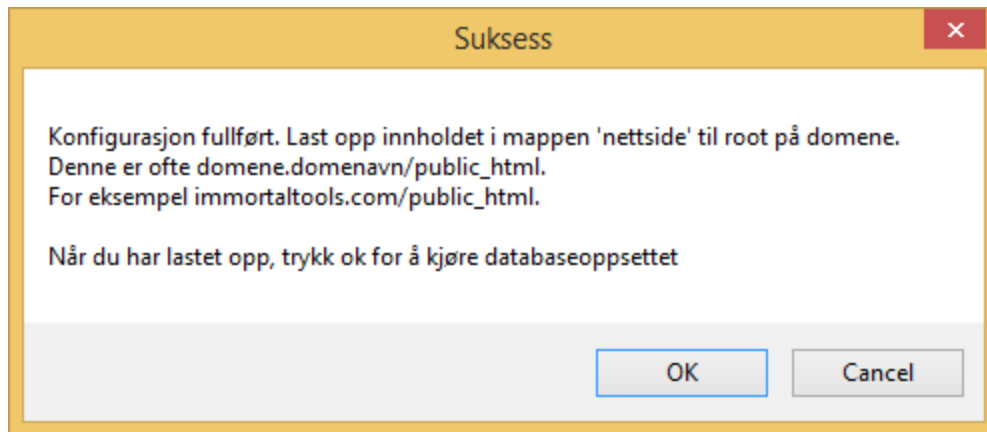 Suksess
Konfigurasjon fullført. Last opp innholdet i mappen 'nettside' til root på domene.
Denne er ofte domene.domenavn/public_html.
For eksempel immortaltools.com/public_html.
Når du har lastet opp, trykk ok for å kjøre databaseoppsettet
OK
Cancel